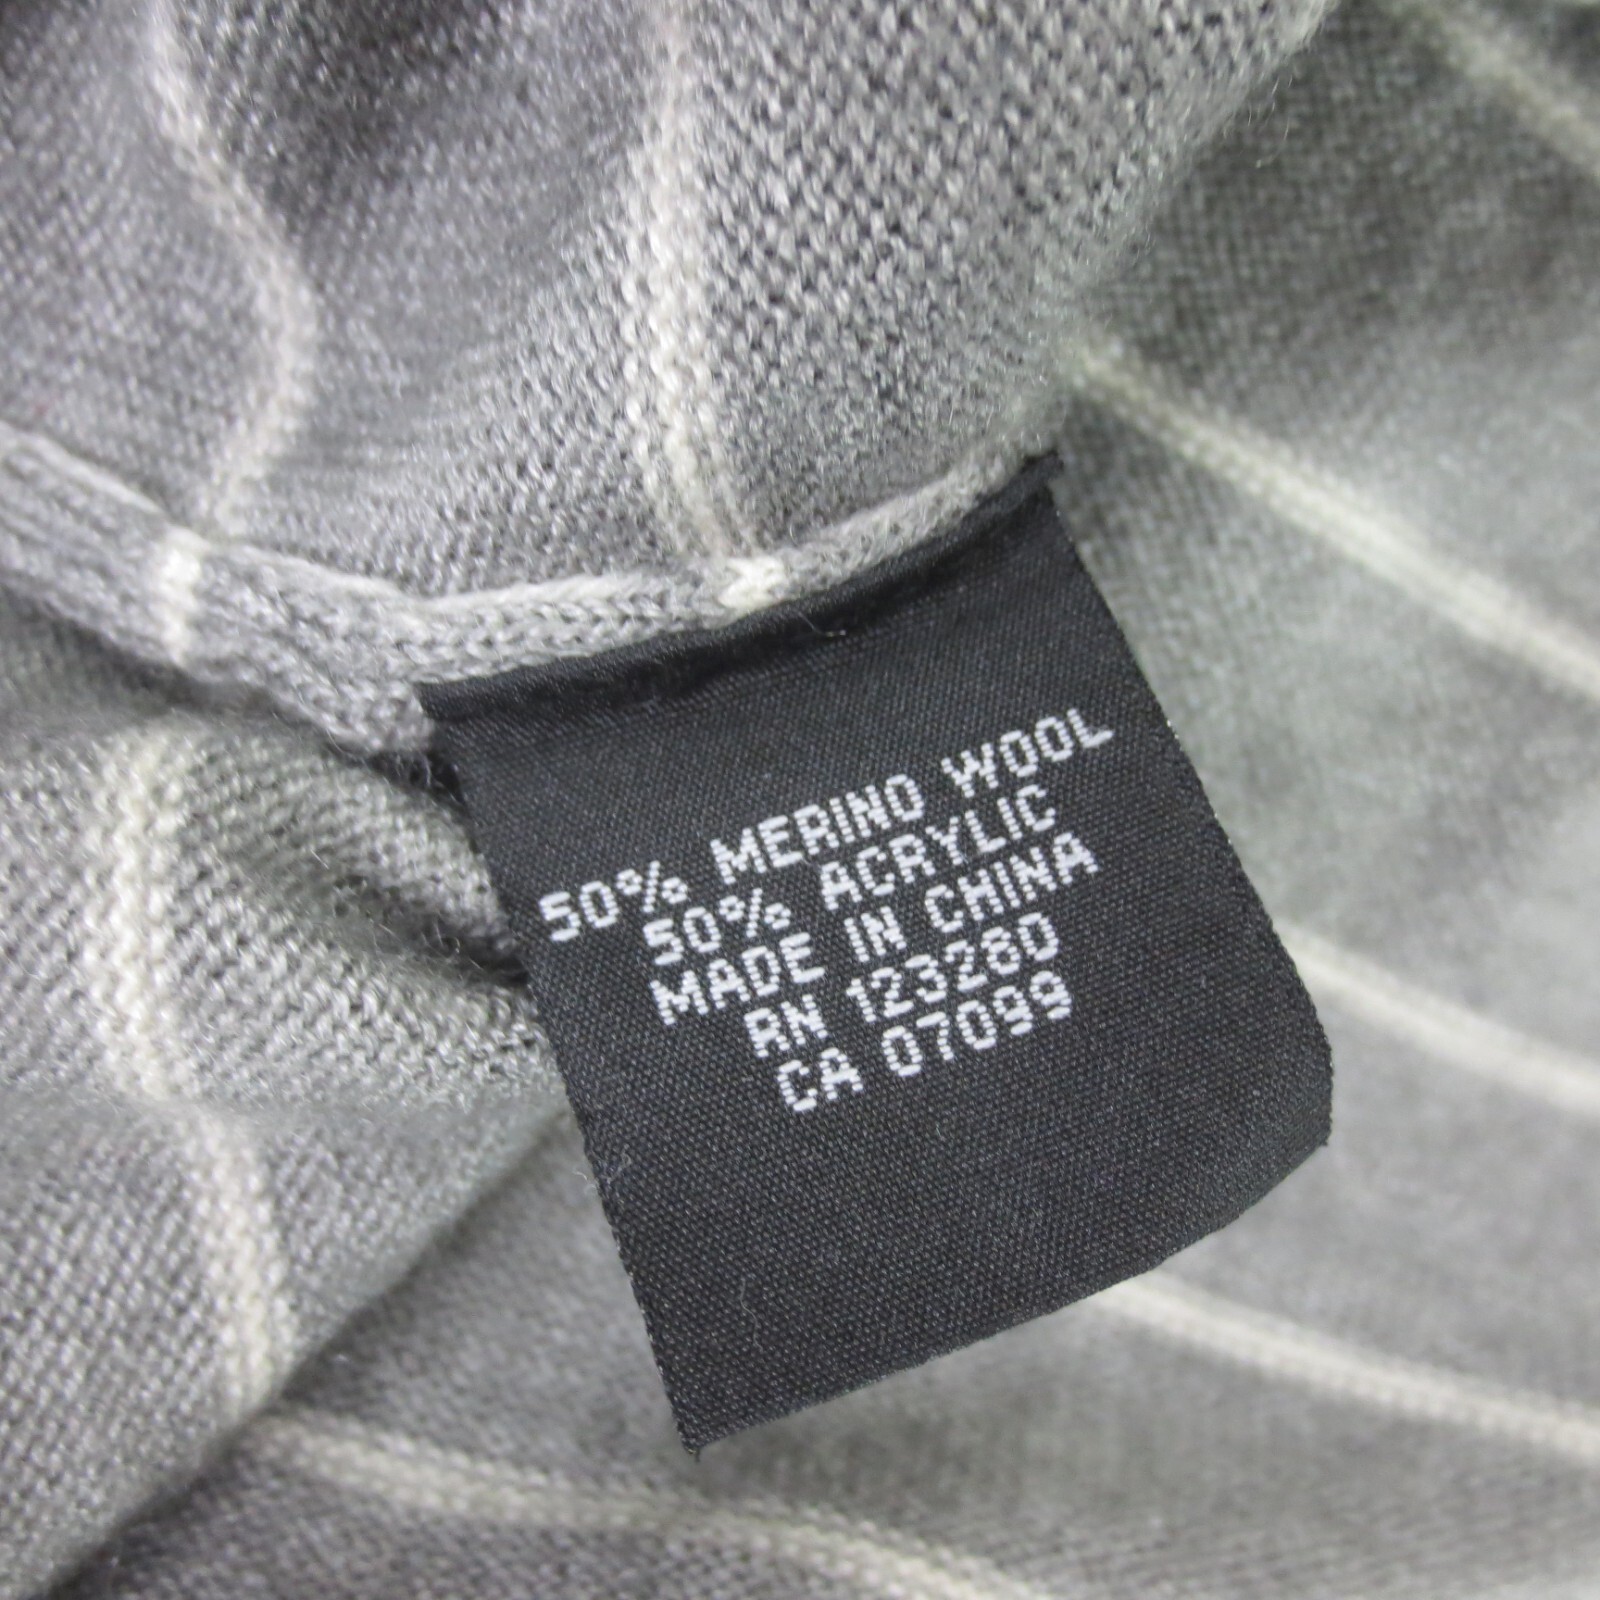 50% MERINO WOOL
50% ACRYLIC
MADE IN CHINA
RN 123280
CA 07099